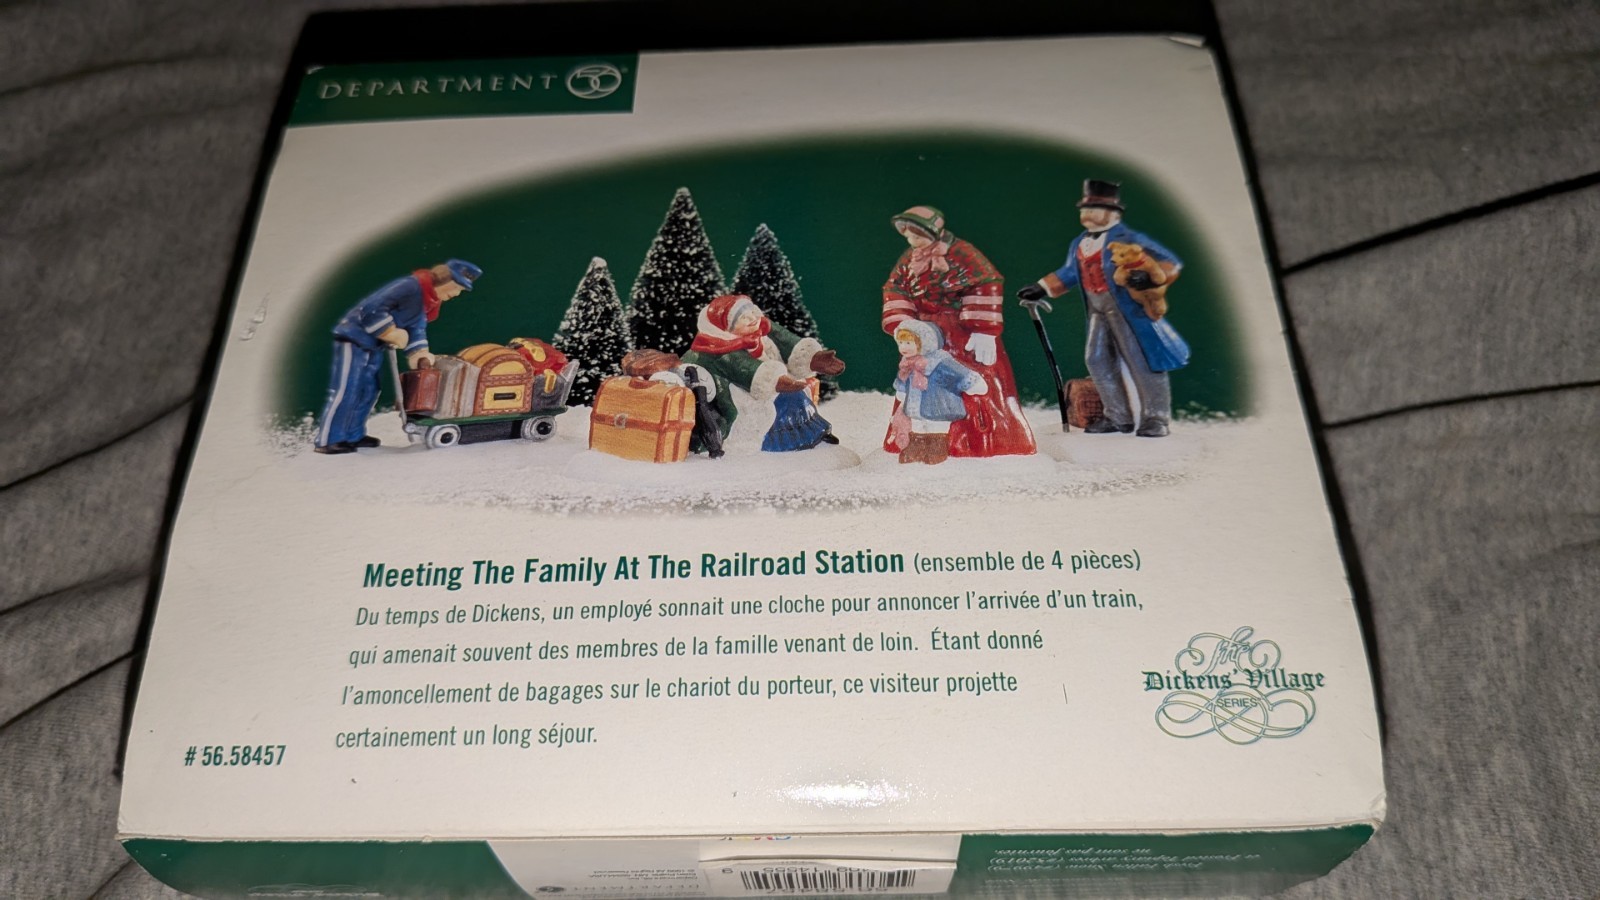 DEPARTMENT 56
Meeting The Family At The Railroad Station (ensemble de 4 pièces)
Du temps de Dickens, un employé sonnait une cloche pour annoncer l'arrivée d'un train,
qui amenait souvent des membres de la famille venant de loin. Étant donné
l'amoncellement de bagages sur le chariot du porteur, ce visiteur projette
certainement un long séjour.
# 56.58457
The
Dickens' Village
SERIES